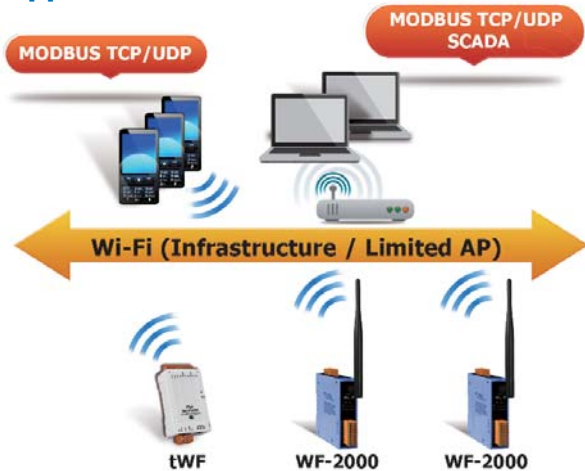 MODBUS TCP/UDP
MODBUS TCP/UDP
SCADA
Wi-Fi (Infrastructure / Limited AP)
tWF
WF-2000
WF-2000